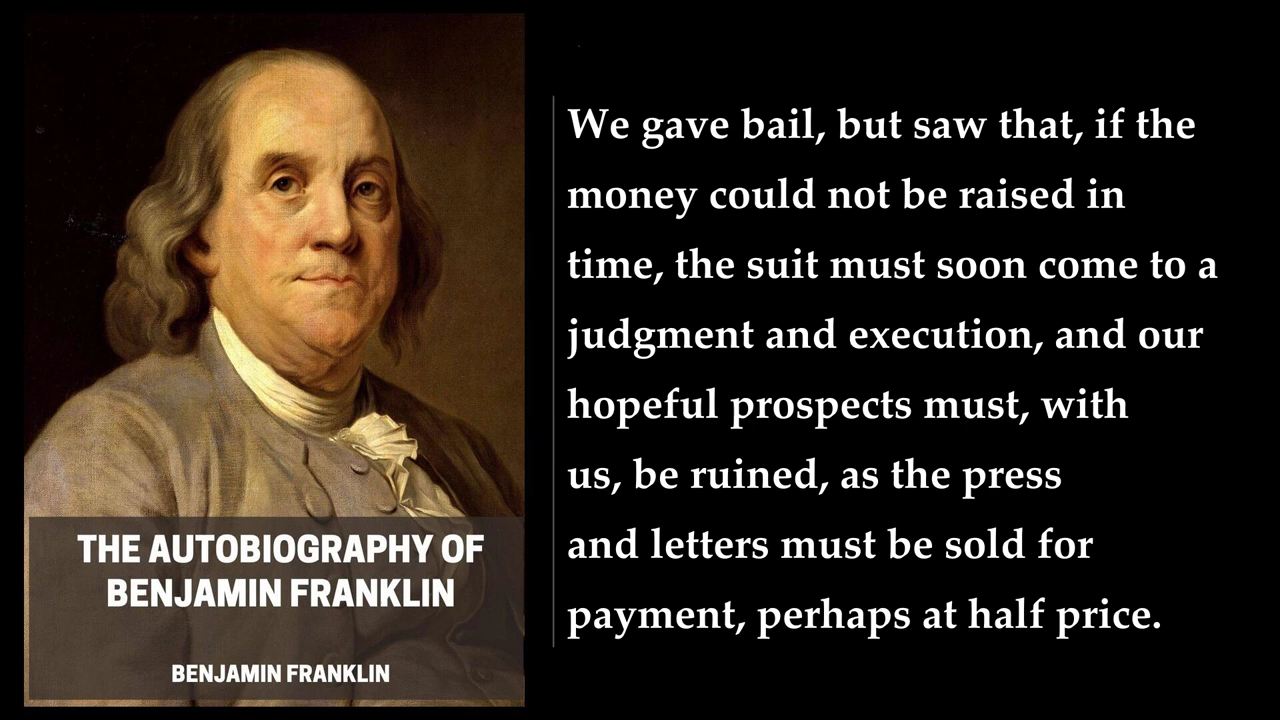 THE AUTOBIOGRAPHY OF
BENJAMIN FRANKLIN
BENJAMIN FRANKLIN
We gave bail, but saw that, if the
money could not be raised in
time, the suit must soon come to a
judgment and execution, and our
hopeful prospects must, with
us, be ruined, as the press
and letters must be sold for
payment, perhaps at half price.